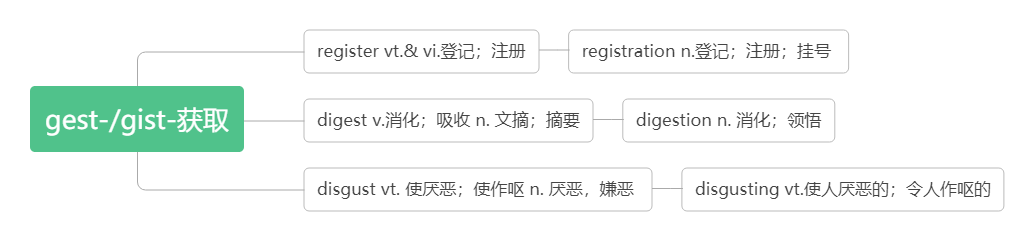 gest-/gist-获取
register vt.& vi.登记；注册
registration n.登记；注册；挂号
digest v.消化；吸收 n. 文摘；摘要
digestion n. 消化；领悟
disgust vt. 使厌恶；使作呕 n. 厌恶，嫌恶
disgusting vt.使人厌恶的；令人作呕的